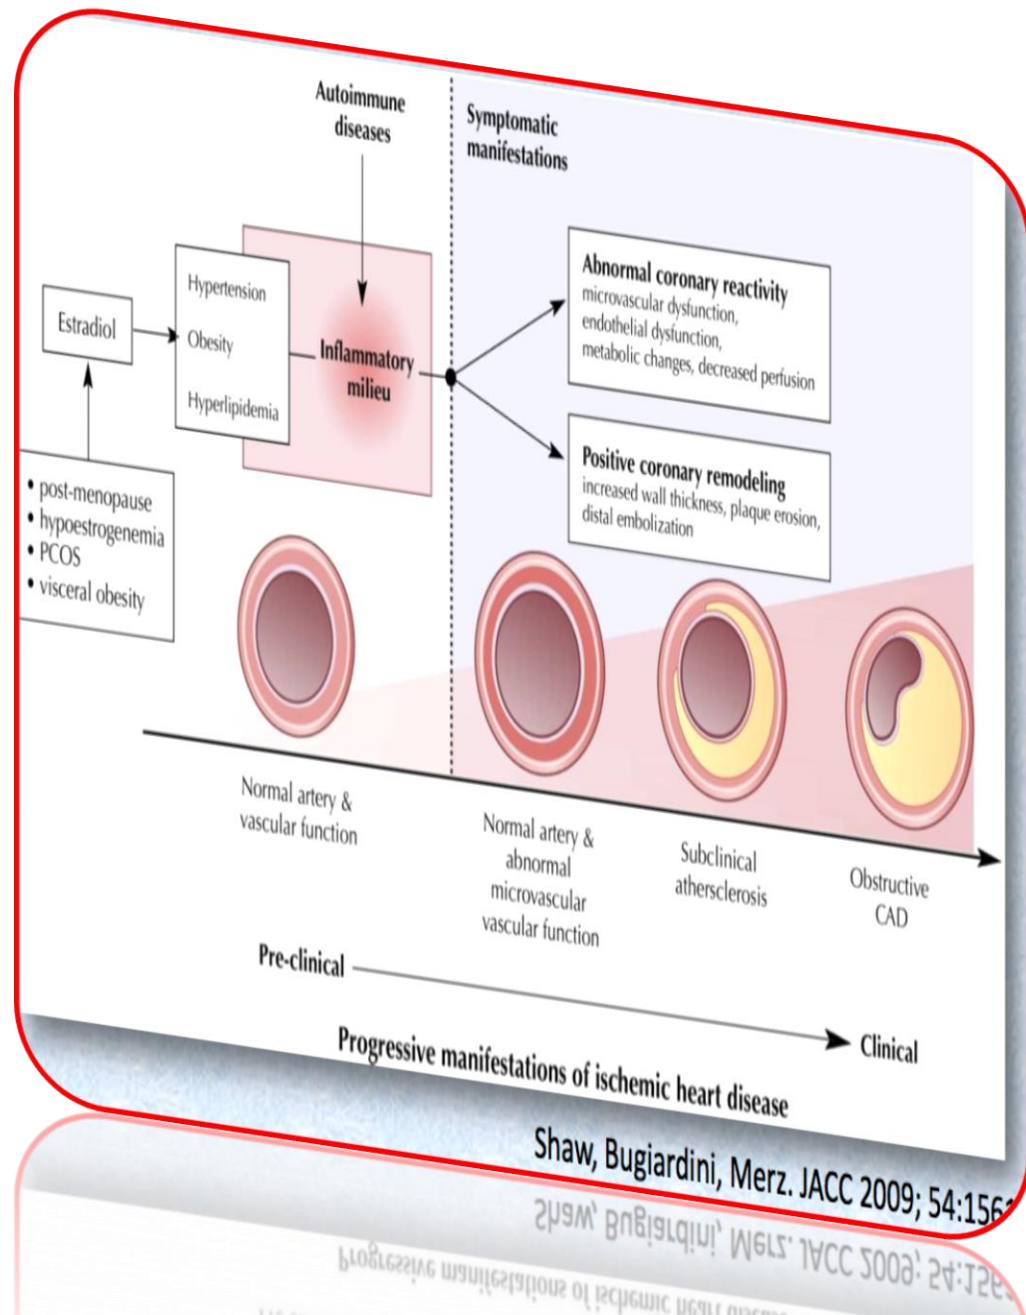 Autoimmune
diseases
Symptomatic
manifestations
Estradiol
Hypertension
Obesity
Hyperlipidemia
Inflammatory
milieu
Abnormal coronary reactivity
microvascular dysfunction,
endothelial dysfunction,
metabolic changes, decreased perfusion
Positive coronary remodeling
increased wall thickness, plaque erosion,
distal embolization
• post-menopause
• hypoestrogenemia
• PCOS
• visceral obesity
Normal artery &
vascular function
Normal artery &
abnormal
microvascular
vascular function
Subclinical
athersclerosis
Obstructive
CAD
Pre-clinical
Clinical
Progressive manifestations of ischemic heart disease
Shaw, Bugiardini, Merz. JACC 2009; 54:156